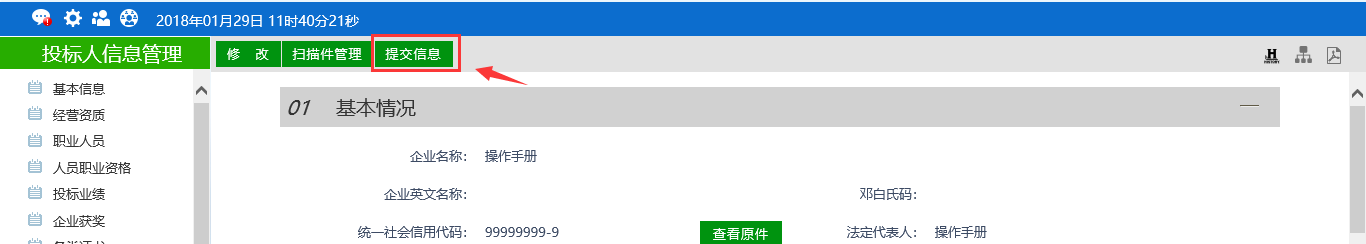 2018年01月29日 11时40分21秒
投标人信息管理
修 改 扫描件管理 提交信息
基本信息
经营资质
职业人员
人员职业资格
投标业绩
企业获奖
01 基本情况
企业名称： 操作手册
企业英文名称： 邓白氏码：
统一社会信用代码： 99999999-9 查看原件 法定代表人： 操作手册